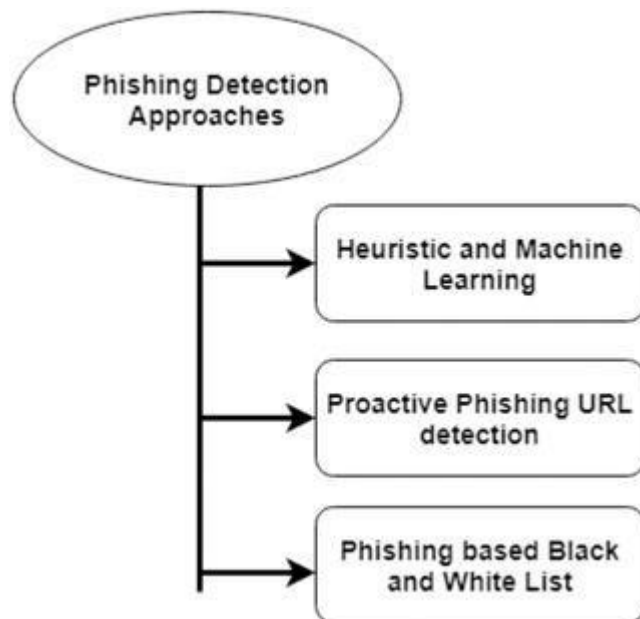 Phishing Detection
Approaches
Heuristic and Machine
Learning
Proactive Phishing URL
detection
Phishing based Black
and White List